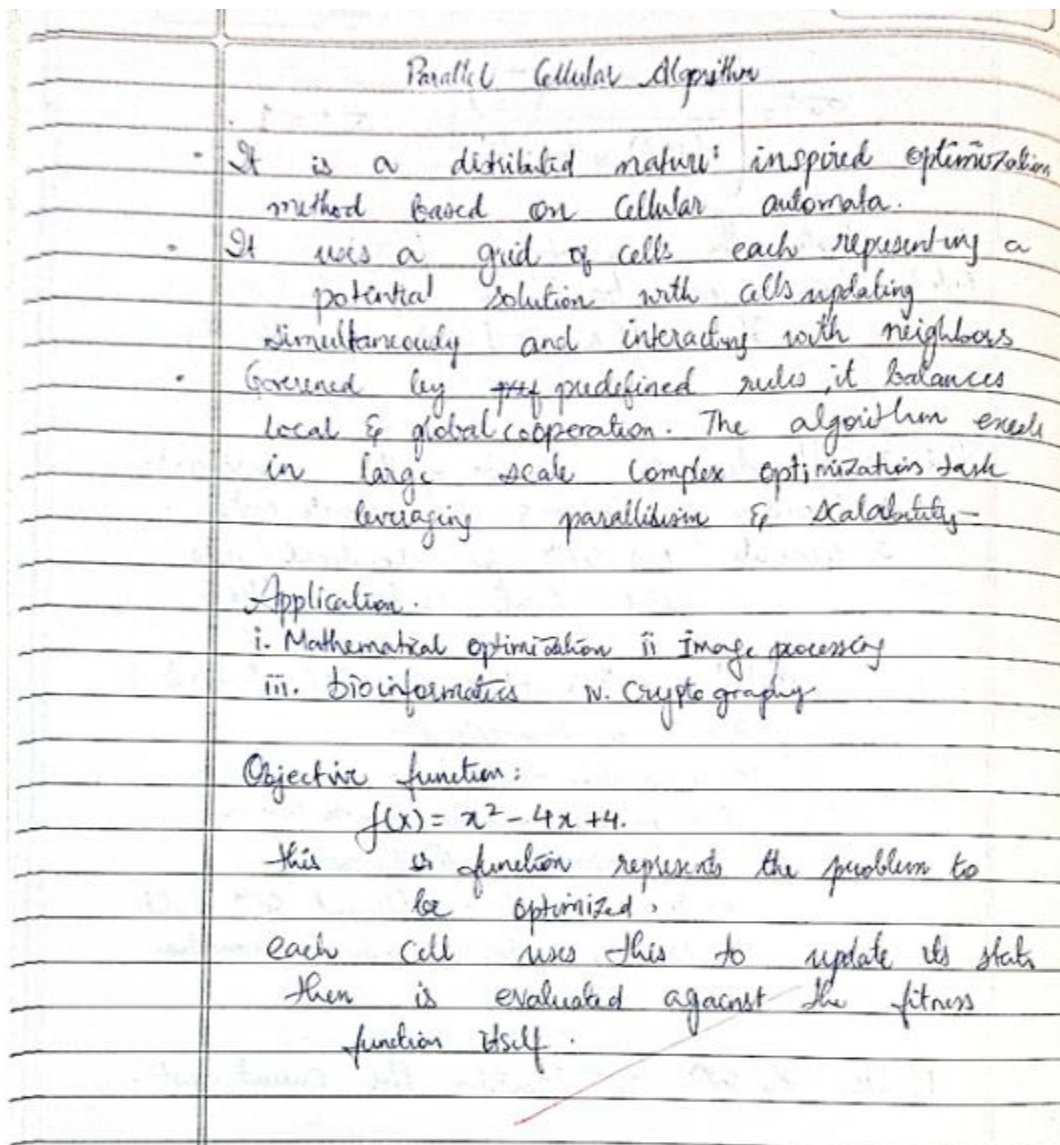 Parallel - Cellular Algorithm
- It is a distributed nature: inspired optimization
method based on Cellular automata.
- It uses a grid of cells each representing a
potential solution with cells updating
simultaneously and interacting with neighbors
- Goverened by predefined rules, it balances
local & global cooperation. The algorithm excels
in large scale complex optimization task
leveraging parallelism & scalability-
Application.
i. Mathematical optimization ii Image processing
iii. bioinformatics iv. Cryptography
Objective function:
f(x) = x² - 4x + 4.
this is function represents the problem to
be optimized.
each cell uses this to update its state
then is evaluated against the fitness
function itself.